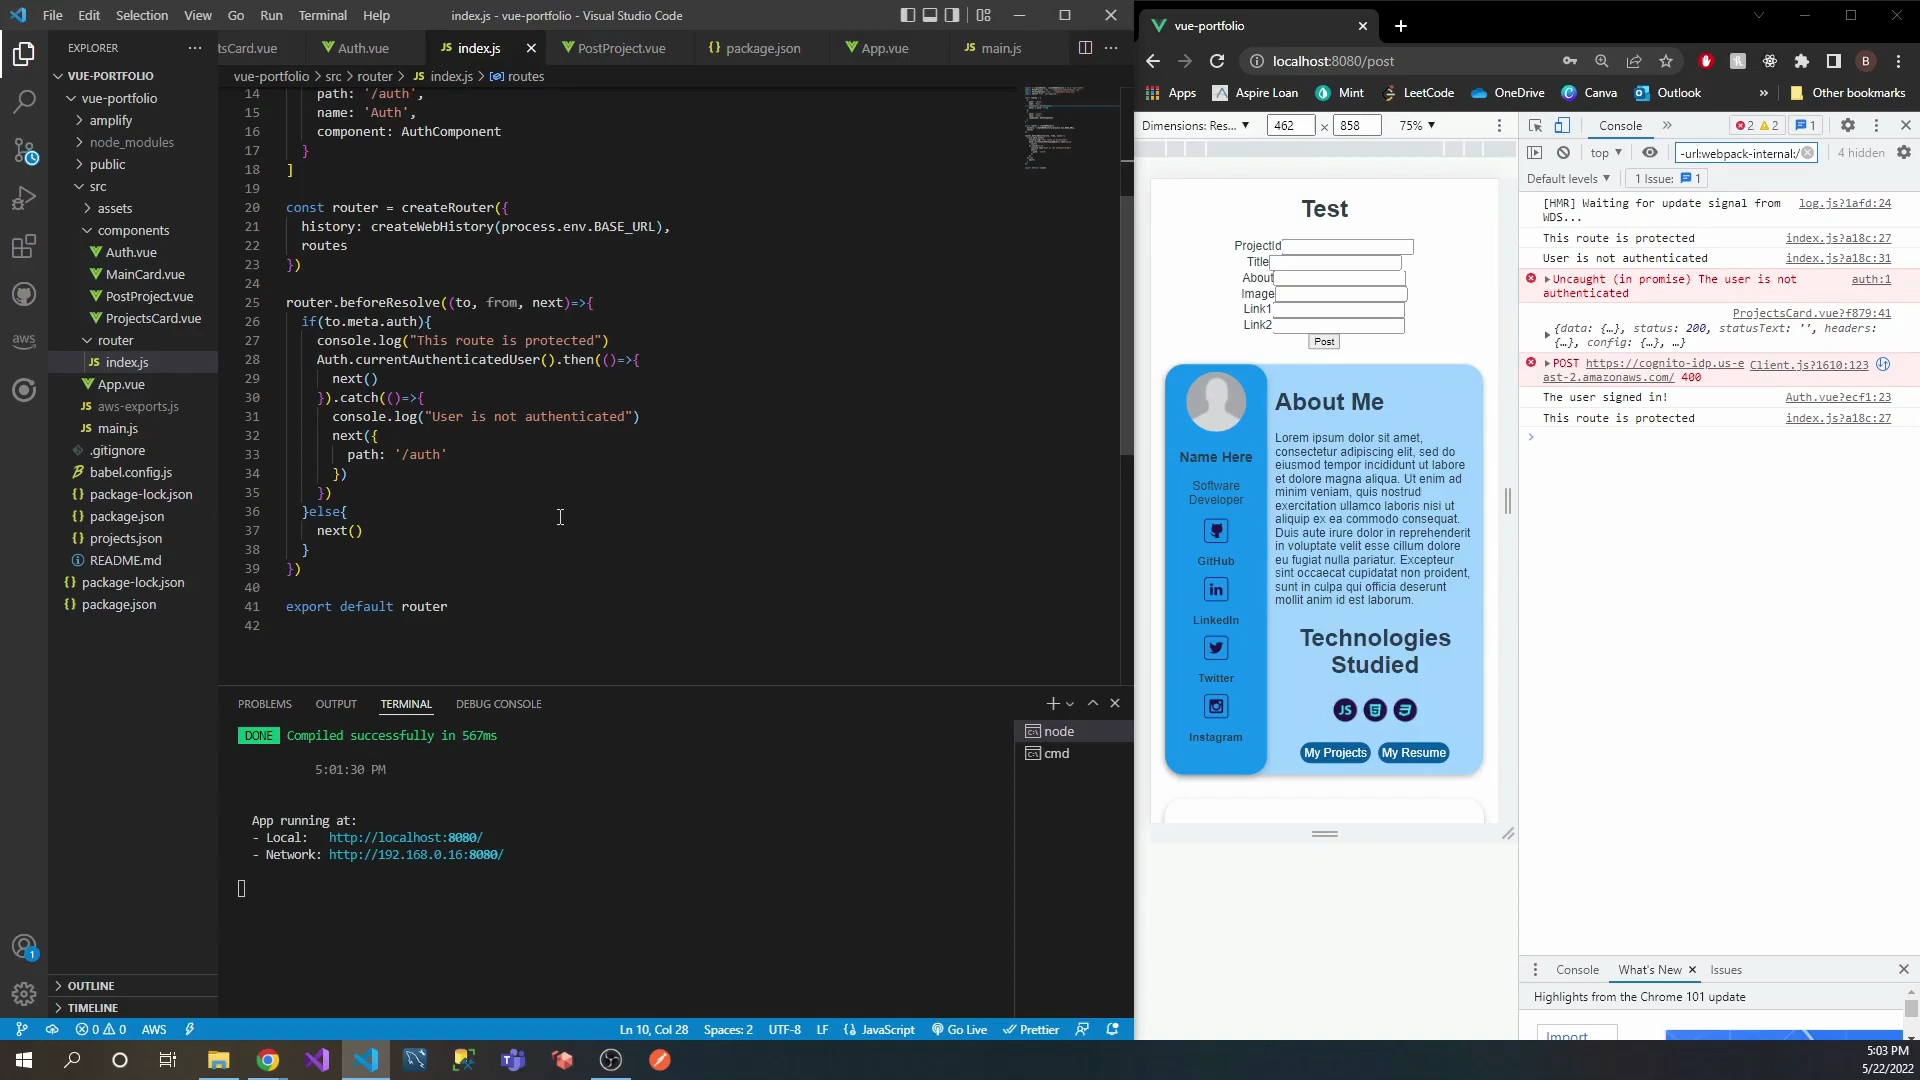 File Edit Selection View Go Run Terminal Help
index.js - vue-portfolio - Visual Studio Code
EXPLORER
VUE-PORTFOLIO
vue-portfolio
amplify
node_modules
public
src
assets
components
Auth.vue
MainCard.vue
PostProject.vue
ProjectsCard.vue
router
JS index.js
App.vue
JS aws-exports.js
JS main.js
.gitignore
babel.config.js
{} package-lock.json
{} package.json
{} projects.json
README.md
{} package-lock.json
{} package.json
OUTLINE
TIMELINE
tsCard.vue Auth.vue JS index.js PostProject.vue {} package.json App.vue JS main.js
vue-portfolio > src > router > JS index.js > routes
14 path: '/auth',
15 name: 'Auth',
16 component: AuthComponent
17 }
18 ]
19
20 const router = createRouter({
21 history: createWebHistory(process.env.BASE_URL),
22 routes
23 })
24
25 router.beforeResolve((to, from, next)=>{
26 if(to.meta.auth){
27 console.log("This route is protected")
28 Auth.currentAuthenticatedUser().then(()=>{
29 next()
30 }).catch(()=>{
31 console.log("User is not authenticated")
32 next({
33 path: '/auth'
34 })
35 })
36 }else{
37 next()
38 }
39 })
40
41 export default router
42
PROBLEMS OUTPUT TERMINAL DEBUG CONSOLE
DONE Compiled successfully in 567ms
5:01:30 PM
App running at:
- Local: http://localhost:8080/
- Network: http://192.168.0.16:8080/
node
cmd
0 0 AWS
Ln 10, Col 28 Spaces: 2 UTF-8 LF {} JavaScript Go Live Prettier
vue-portfolio
localhost:8080/post
B
Apps Aspire Loan Mint LeetCode OneDrive Canva Outlook » Other bookmarks
Dimensions: Res... 462 x 858 75%
Test
ProjectId
Title
About
Image
Link1
Link2
Post
Name Here
Software
Developer
GitHub
LinkedIn
Twitter
Instagram
About Me
Lorem ipsum dolor sit amet,
consectetur adipiscing elit, sed do
eiusmod tempor incididunt ut labore
et dolore magna aliqua. Ut enim ad
minim veniam, quis nostrud
exercitation ullamco laboris nisi ut
aliquip ex ea commodo consequat.
Duis aute irure dolor in reprehenderit
in voluptate velit esse cillum dolore
eu fugiat nulla pariatur. Excepteur
sint occaecat cupidatat non proident,
sunt in culpa qui officia deserunt
mollit anim id est laborum.
Technologies
Studied
JS
My Projects My Resume
Console » 2 2 1
top -url:webpack-internal:/ 4 hidden
Default levels 1 Issue: 1
[HMR] Waiting for update signal from WDS... log.js?1afd:24
This route is protected index.js?a18c:27
User is not authenticated index.js?a18c:31
Uncaught (in promise) The user is not authenticated auth:1
ProjectsCard.vue?f879:41
{data: {…}, status: 200, statusText: '', headers:
{…}, config: {…}, …}
POST https://cognito-idp.us-e Client.js?1610:123
ast-2.amazonaws.com/ 400
The user signed in! Auth.vue?ecf1:23
This route is protected index.js?a18c:27
Console What's New Issues
Highlights from the Chrome 101 update
Import
5:03 PM
5/22/2022